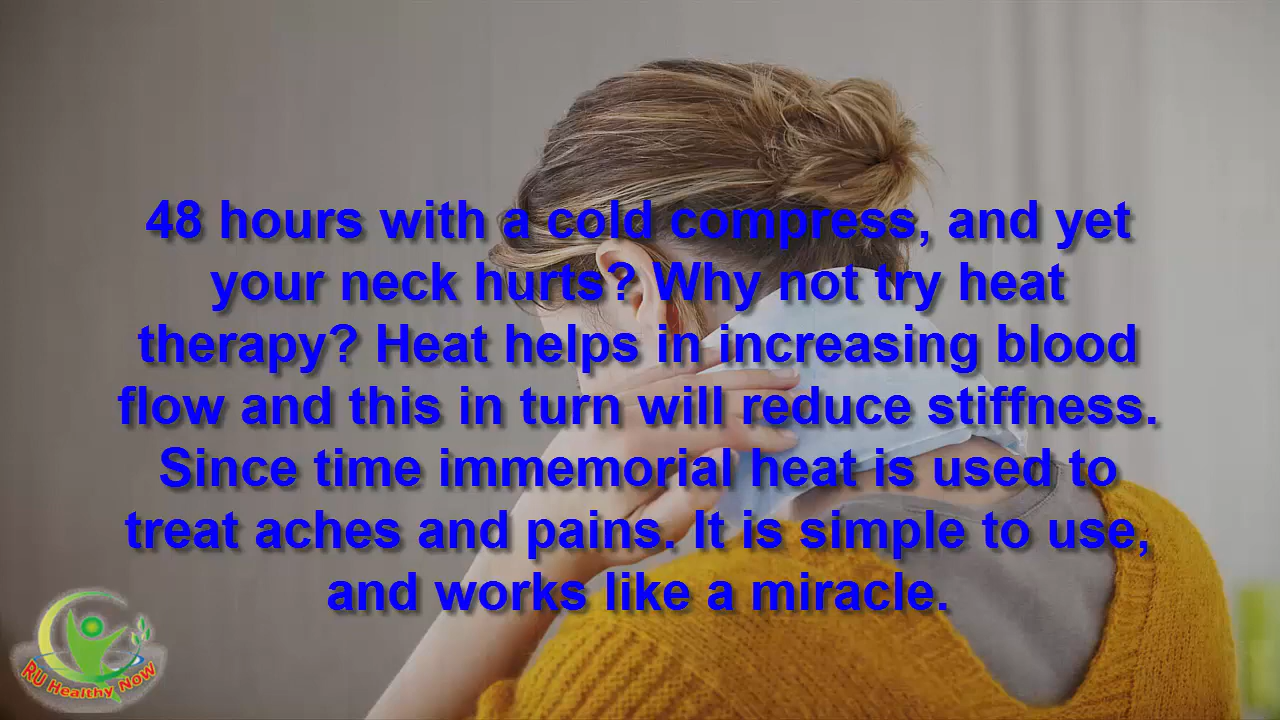 48 hours with a cold compress, and yet
your neck hurts? Why not try heat
therapy? Heat helps in increasing blood
flow and this in turn will reduce stiffness.
Since time immemorial heat is used to
treat aches and pains. It is simple to use,
and works like a miracle.
RU Healthy NoW